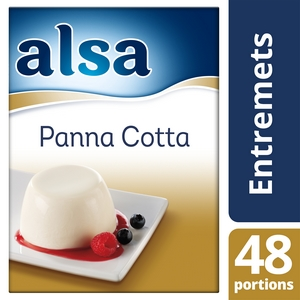 alsa
Panna Cotta
Entremets
48
portions